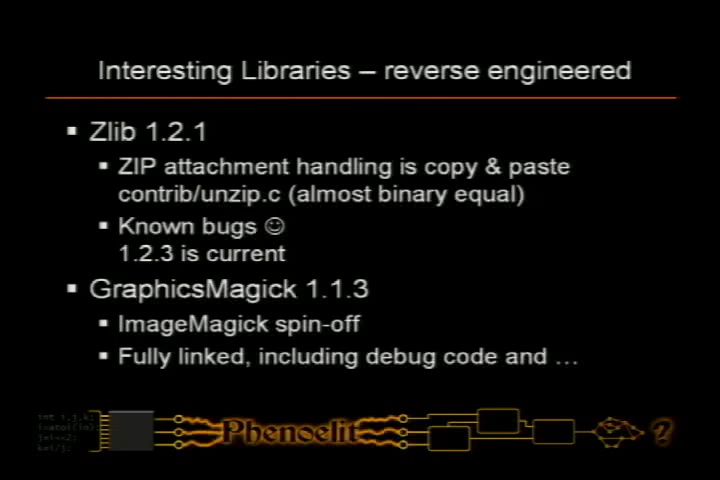 Interesting Libraries – reverse engineered
▪ Zlib 1.2.1
▪ ZIP attachment handling is copy & paste
contrib/unzip.c (almost binary equal)
▪ Known bugs ☺
1.2.3 is current
▪ GraphicsMagick 1.1.3
▪ ImageMagick spin-off
▪ Fully linked, including debug code and …
int i,j,k;
j=i<<2;
k=i/j;
Phenoelit
?